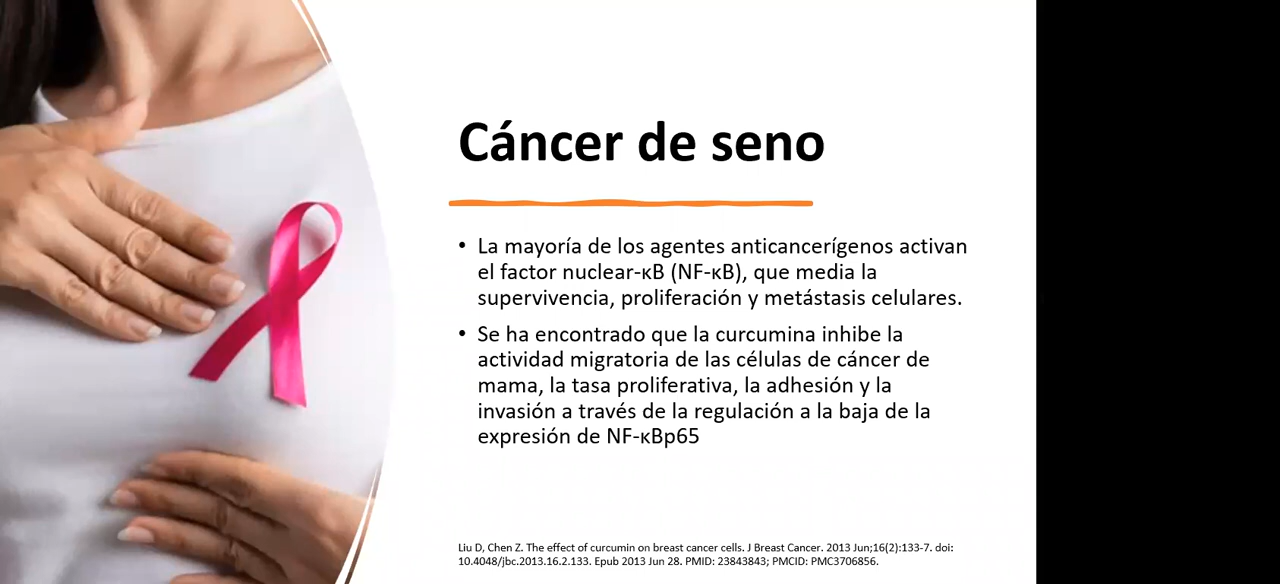 Cáncer de seno
• La mayoría de los agentes anticancerígenos activan
el factor nuclear-κB (NF-κB), que media la
supervivencia, proliferación y metástasis celulares.
• Se ha encontrado que la curcumina inhibe la
actividad migratoria de las células de cáncer de
mama, la tasa proliferativa, la adhesión y la
invasión a través de la regulación a la baja de la
expresión de NF-κBp65
Liu D, Chen Z. The effect of curcumin on breast cancer cells. J Breast Cancer. 2013 Jun;16(2):133-7. doi:
10.4048/jbc.2013.16.2.133. Epub 2013 Jun 28. PMID: 23843843; PMCID: PMC3706856.